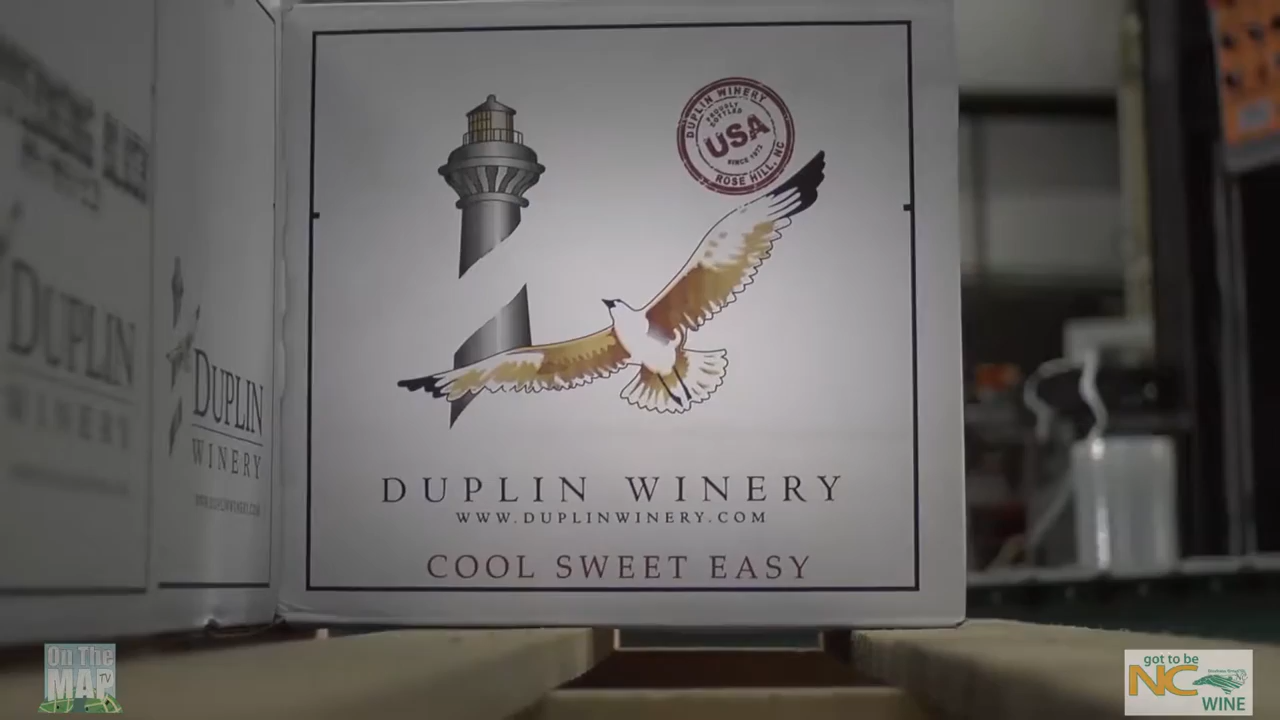 DUPLIN WINERY
PROUDLY
BOTTLED
USA
SINCE 1972
ROSE HILL, NC
DUPLIN WINERY
WWW.DUPLINWINERY.COM
COOL SWEET EASY
DUPLIN
WINERY
WWW.DUPLINWINERY.COM
DUPLIN
WINERY
On The
MAP
TV
got to be
NC
WINE